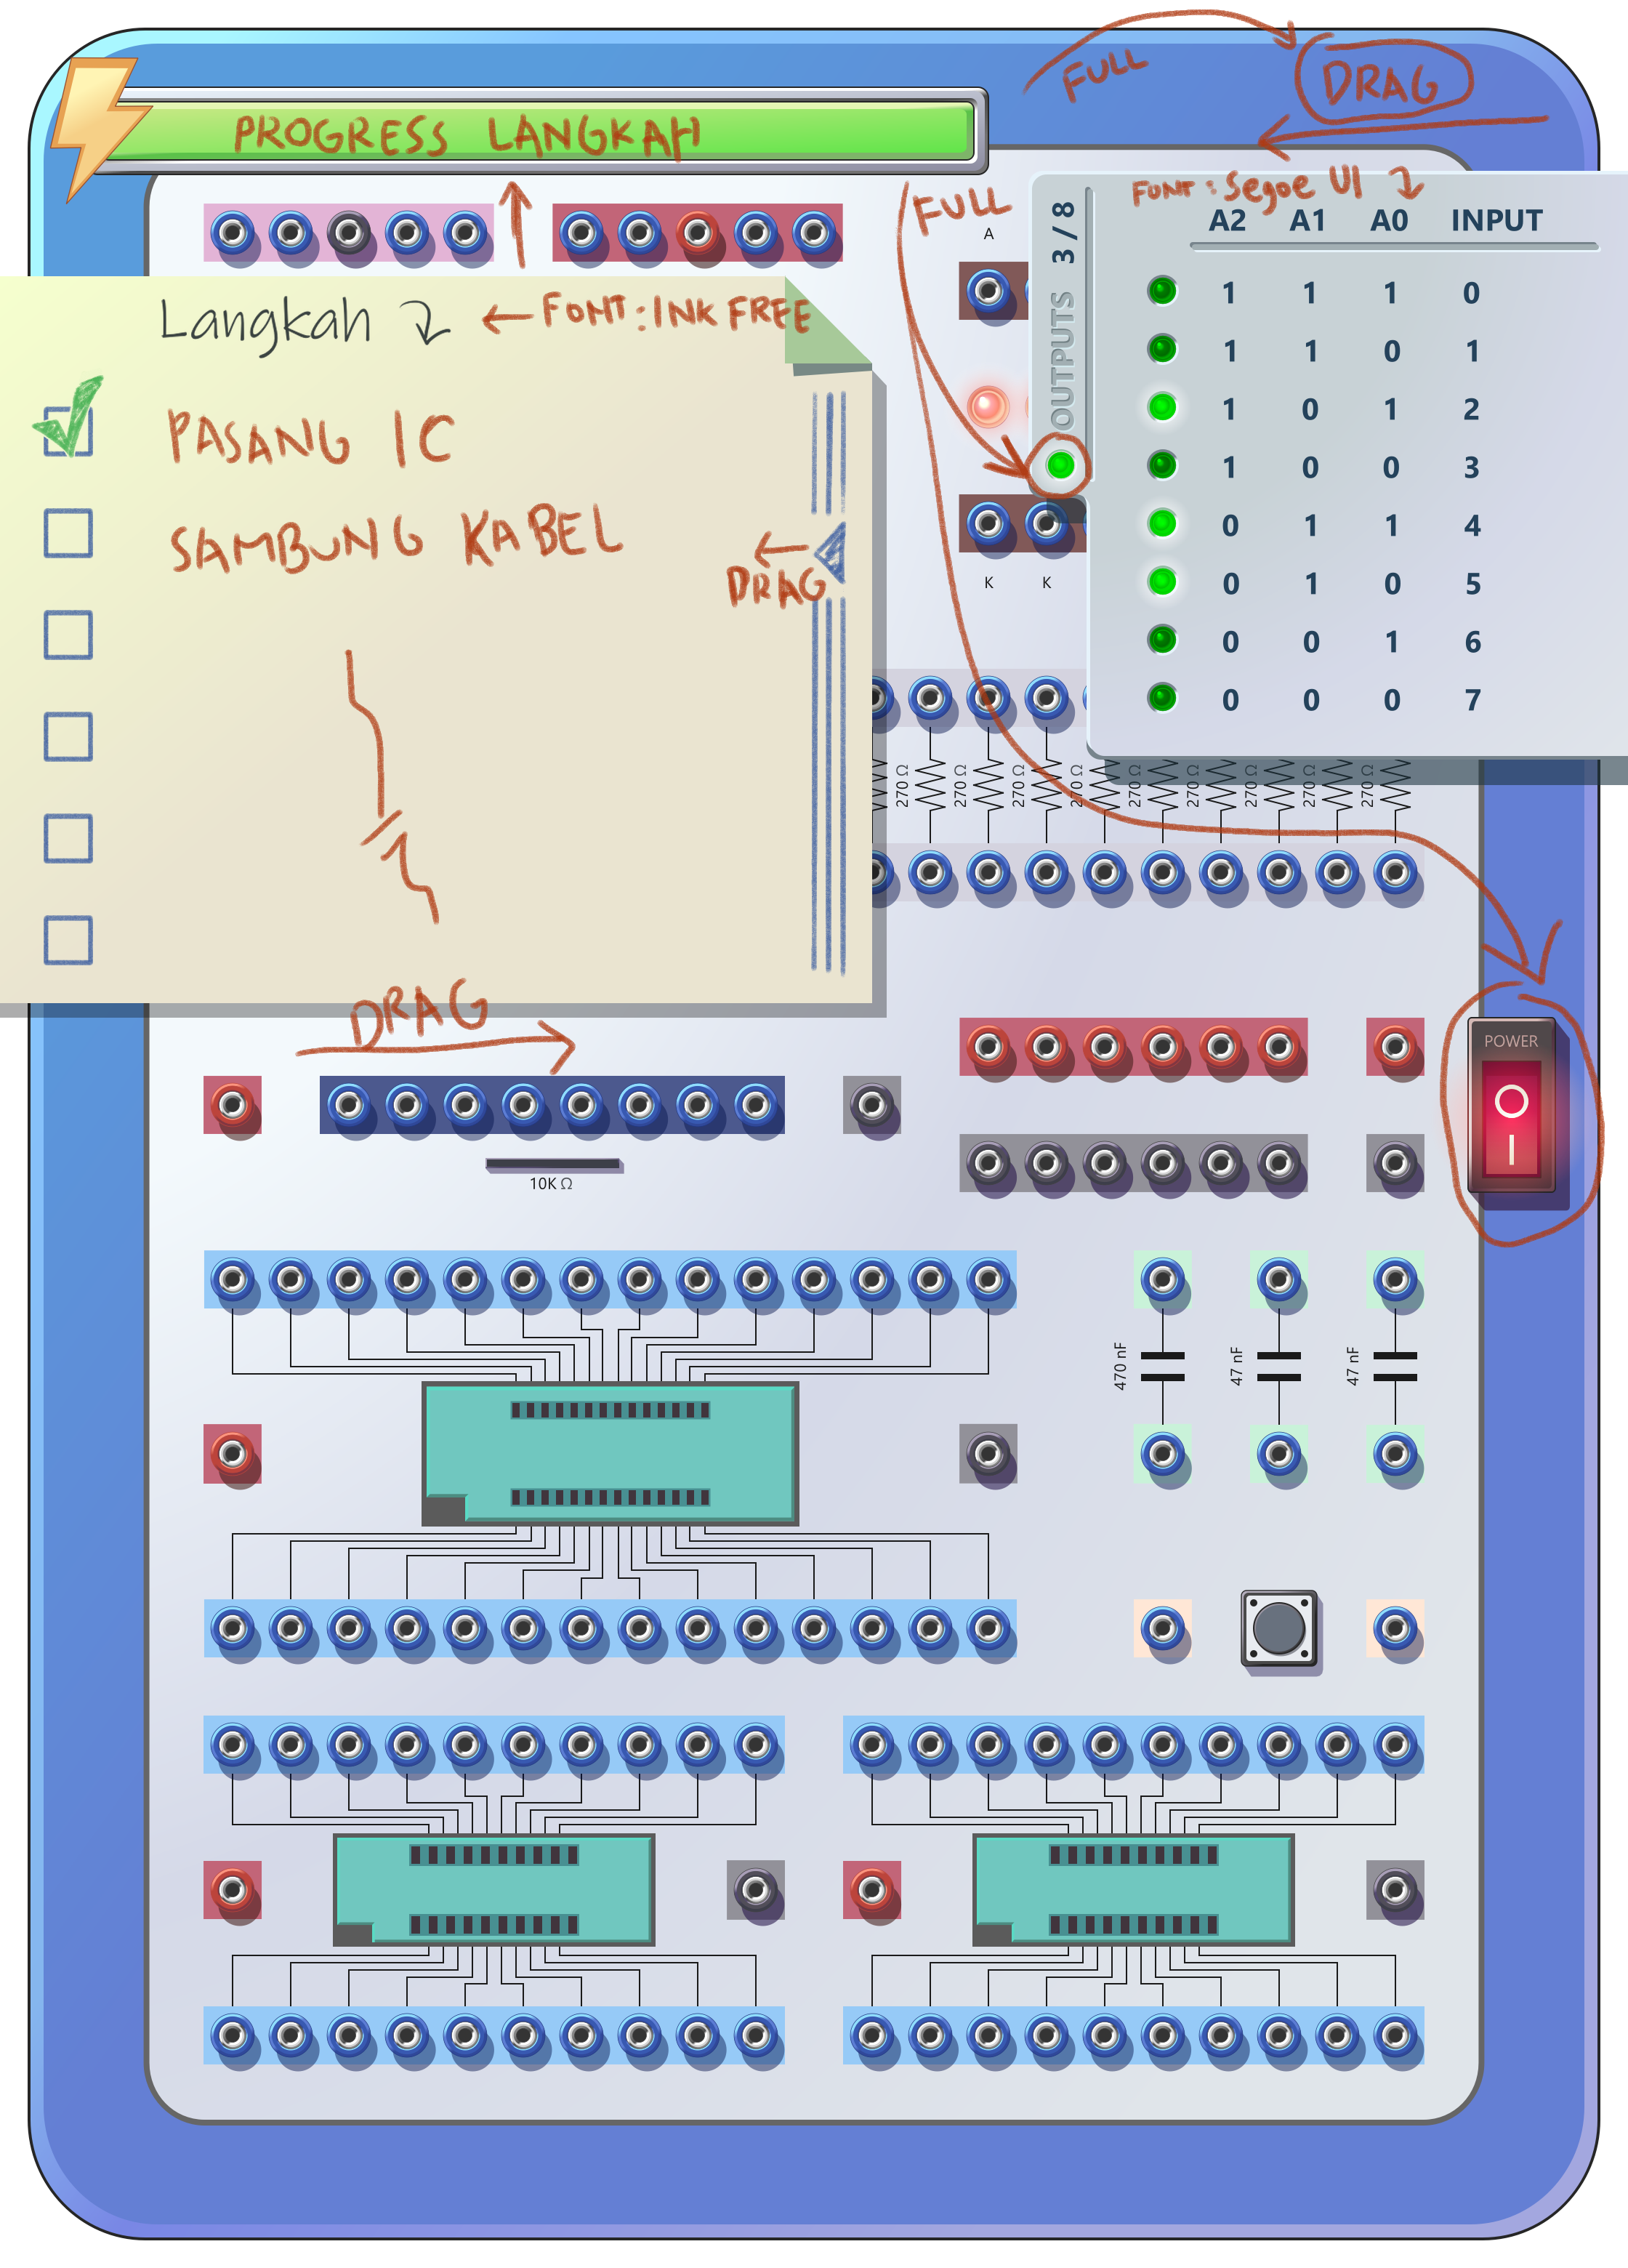 FULL
DRAG
PROGRESS LANGKAH
FULL
A
FONT: Segoe UI
OUTPUTS 3 / 8
A2 A1 A0 INPUT
1 1 1 0
1 1 0 1
1 0 1 2
1 0 0 3
0 1 1 4
0 1 0 5
0 0 1 6
0 0 0 7
Langkah
FONT: INK FREE
PASANG IC
SAMBUNG KABEL
DRAG
K K
270 Ω 270 Ω 270 Ω 270 Ω 270 Ω 270 Ω 270 Ω 270 Ω 270 Ω
DRAG
POWER
10K Ω
470 nF 47 nF 47 nF